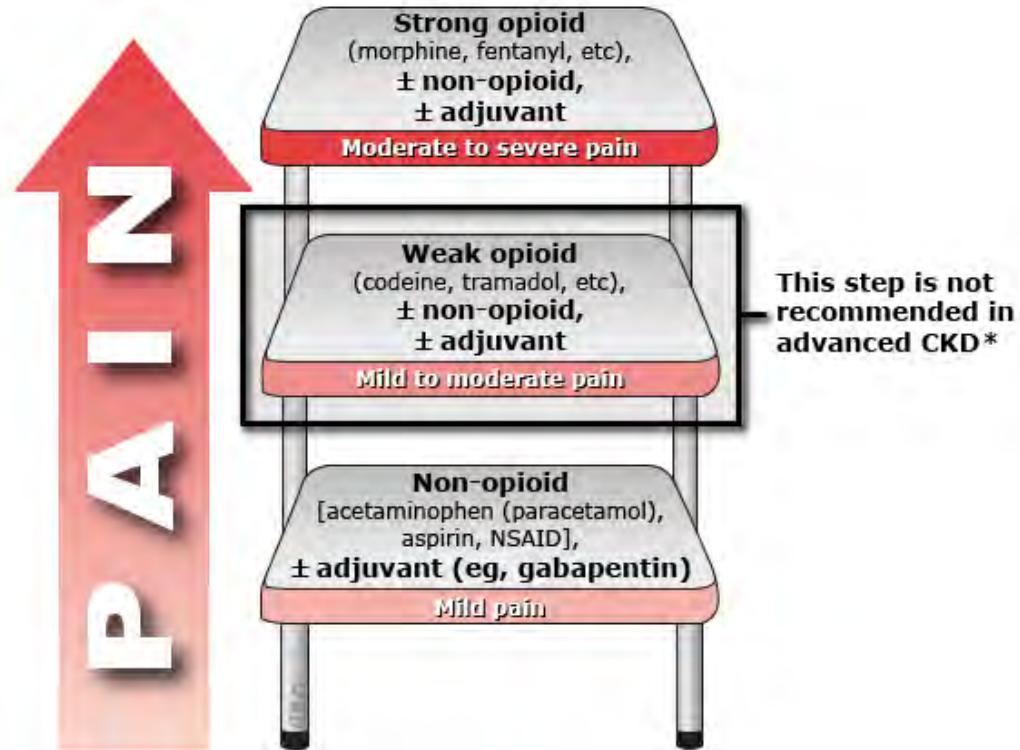 PAIN
Strong opioid
(morphine, fentanyl, etc),
± non-opioid,
± adjuvant
Moderate to severe pain
Weak opioid
(codeine, tramadol, etc),
± non-opioid,
± adjuvant
Mild to moderate pain
This step is not
recommended in
advanced CKD*
Non-opioid
[acetaminophen (paracetamol),
aspirin, NSAID],
± adjuvant (eg, gabapentin)
Mild pain